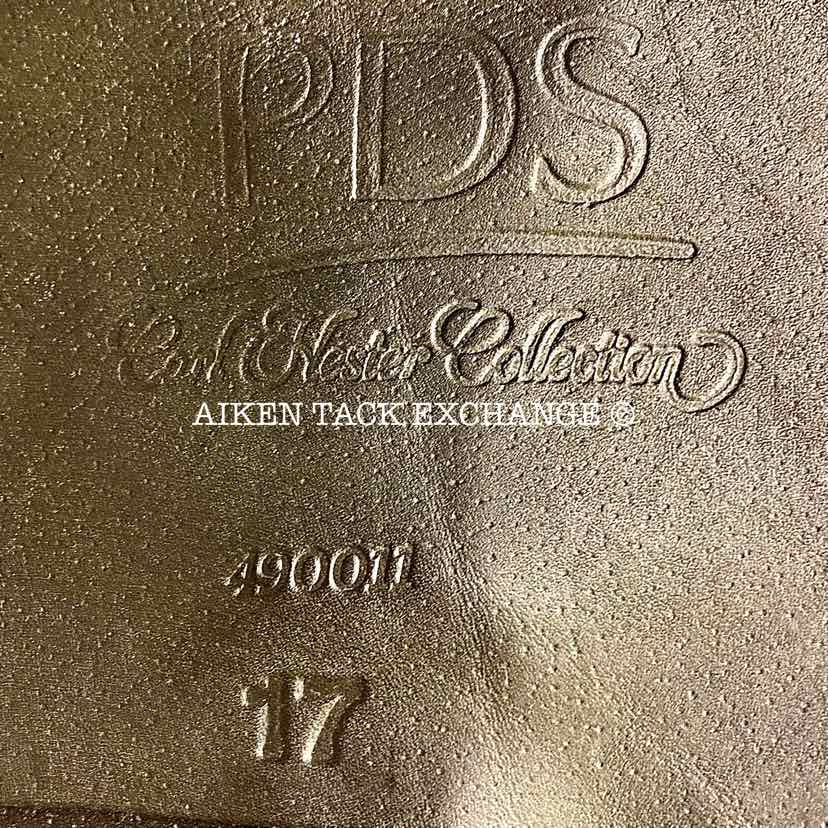 PDS
Carl Hester Collection
AIKEN TACK EXCHANGE ©
490011
17